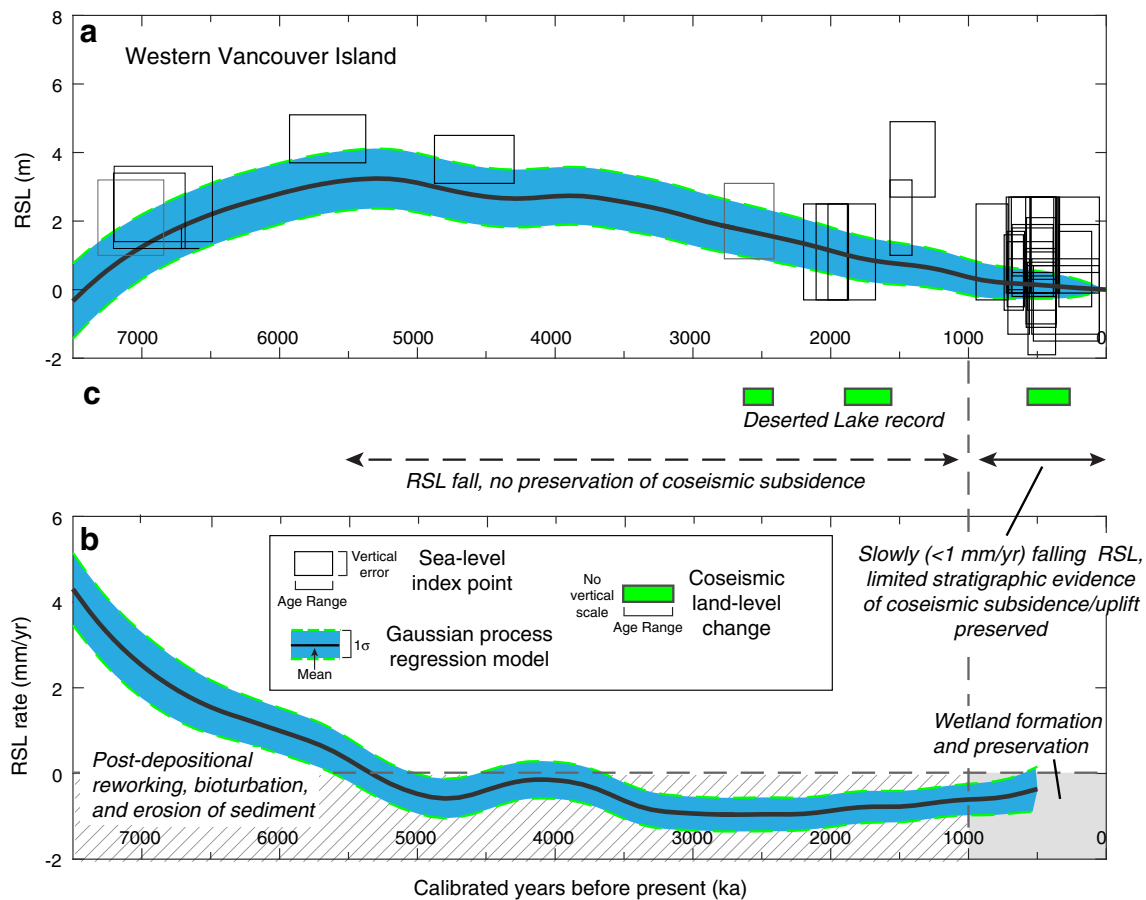 a
Western Vancouver Island
RSL (m)
8
6
4
2
0
-2
7000 6000 5000 4000 3000 2000 1000 0
c
Deserted Lake record
RSL fall, no preservation of coseismic subsidence
Slowly (<1 mm/yr) falling RSL,
limited stratigraphic evidence
of coseismic subsidence/uplift
preserved
b
RSL rate (mm/yr)
6
4
2
0
-2
Vertical
error
Age Range
Sea-level
index point
No
vertical
scale
Age Range
Coseismic
land-level
change
1σ
Mean
Gaussian process
regression model
Wetland formation
and preservation
Post-depositional
reworking, bioturbation,
and erosion of sediment
7000 6000 5000 4000 3000 2000 1000 0
Calibrated years before present (ka)